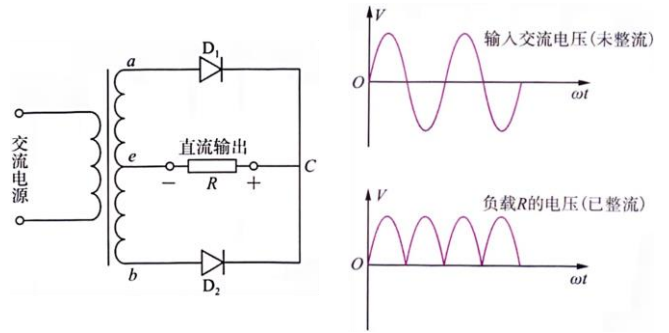 a
D₁
交流电源
e
直流输出
−
R
+
C
b
D₂
V
输入交流电压(未整流)
O
ωt
V
负载R的电压(已整流)
O
ωt